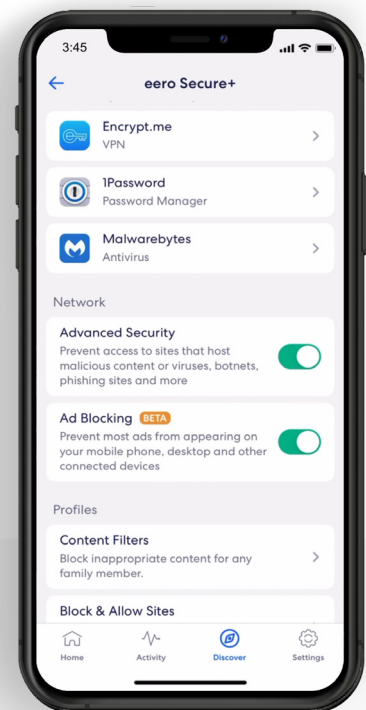 3:45
eero Secure+
Encrypt.me
VPN
1Password
Password Manager
Malwarebytes
Antivirus
Network
Advanced Security
Prevent access to sites that host
malicious content or viruses, botnets,
phishing sites and more
Ad Blocking BETA
Prevent most ads from appearing on
your mobile phone, desktop and other
connected devices
Profiles
Content Filters
Block inappropriate content for any
family member.
Block & Allow Sites
Home
Activity
Discover
Settings